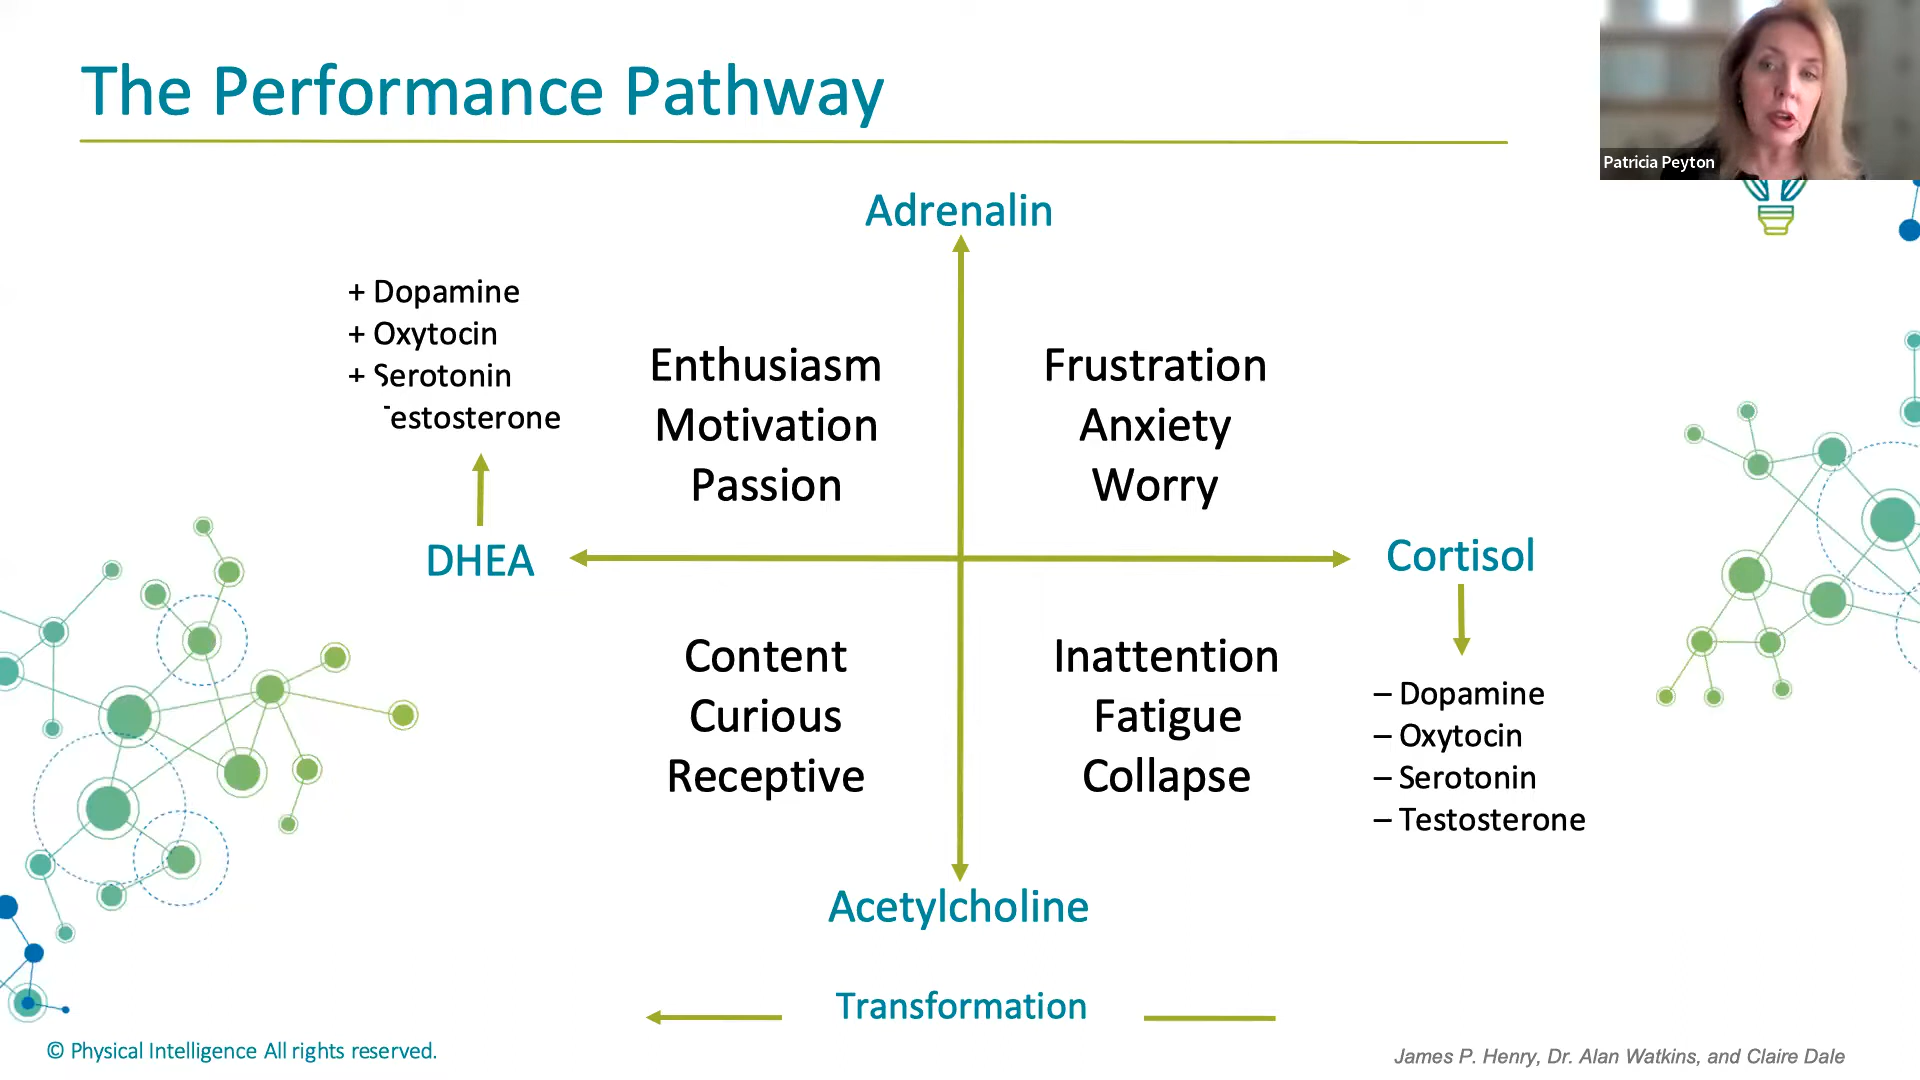 The Performance Pathway
Patricia Peyton
Adrenalin
+ Dopamine
+ Oxytocin
+ Serotonin
Testosterone
Enthusiasm
Motivation
Passion
Frustration
Anxiety
Worry
DHEA
Cortisol
Content
Curious
Receptive
Inattention
Fatigue
Collapse
– Dopamine
– Oxytocin
– Serotonin
– Testosterone
Acetylcholine
Transformation
© Physical Intelligence All rights reserved.
James P. Henry, Dr. Alan Watkins, and Claire Dale